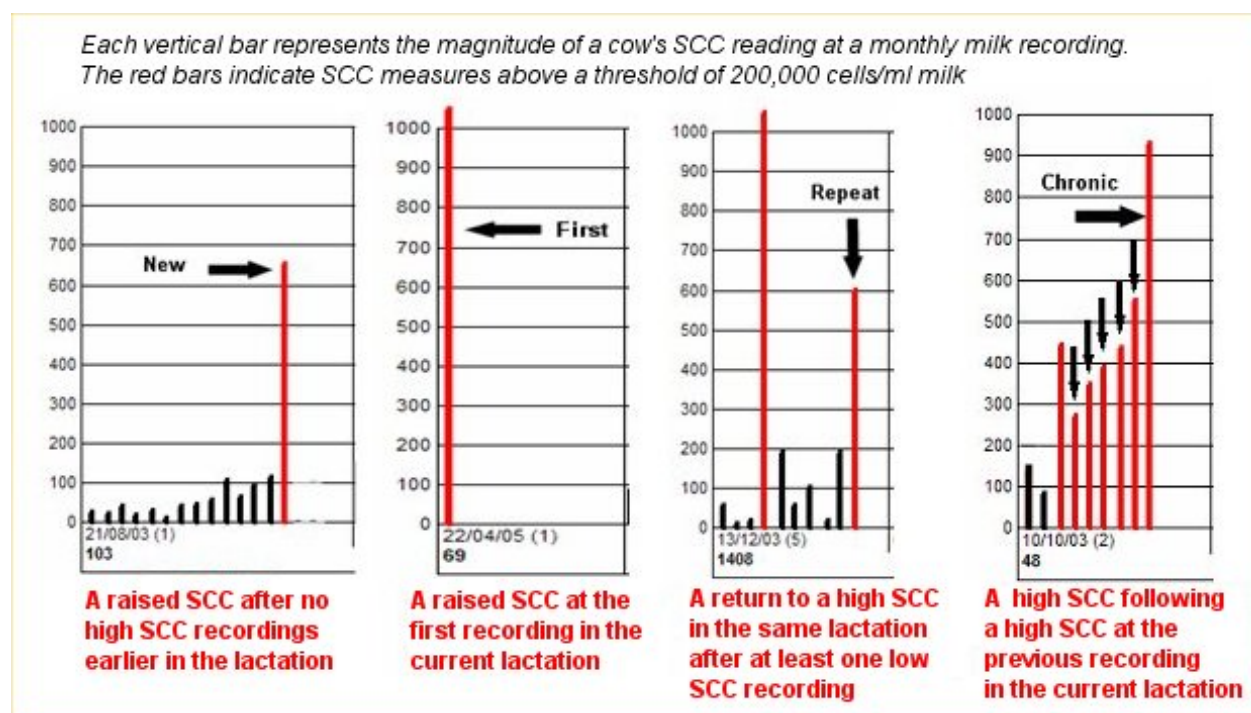 Each vertical bar represents the magnitude of a cow's SCC reading at a monthly milk recording.
The red bars indicate SCC measures above a threshold of 200,000 cells/ml milk
1000
900
800
700
600
500
400
300
200
100
0
New
21/08/03 (1)
103
A raised SCC after no
high SCC recordings
earlier in the lactation
1000
900
800
700
600
500
400
300
200
100
0
First
22/04/05 (1)
69
A raised SCC at the
first recording in the
current lactation
1000
900
800
700
600
500
400
300
200
100
0
Repeat
13/12/03 (5)
1408
A return to a high SCC
in the same lactation
after at least one low
SCC recording
1000
900
800
700
600
500
400
300
200
100
0
Chronic
10/10/03 (2)
48
A high SCC following
a high SCC at the
previous recording
in the current lactation